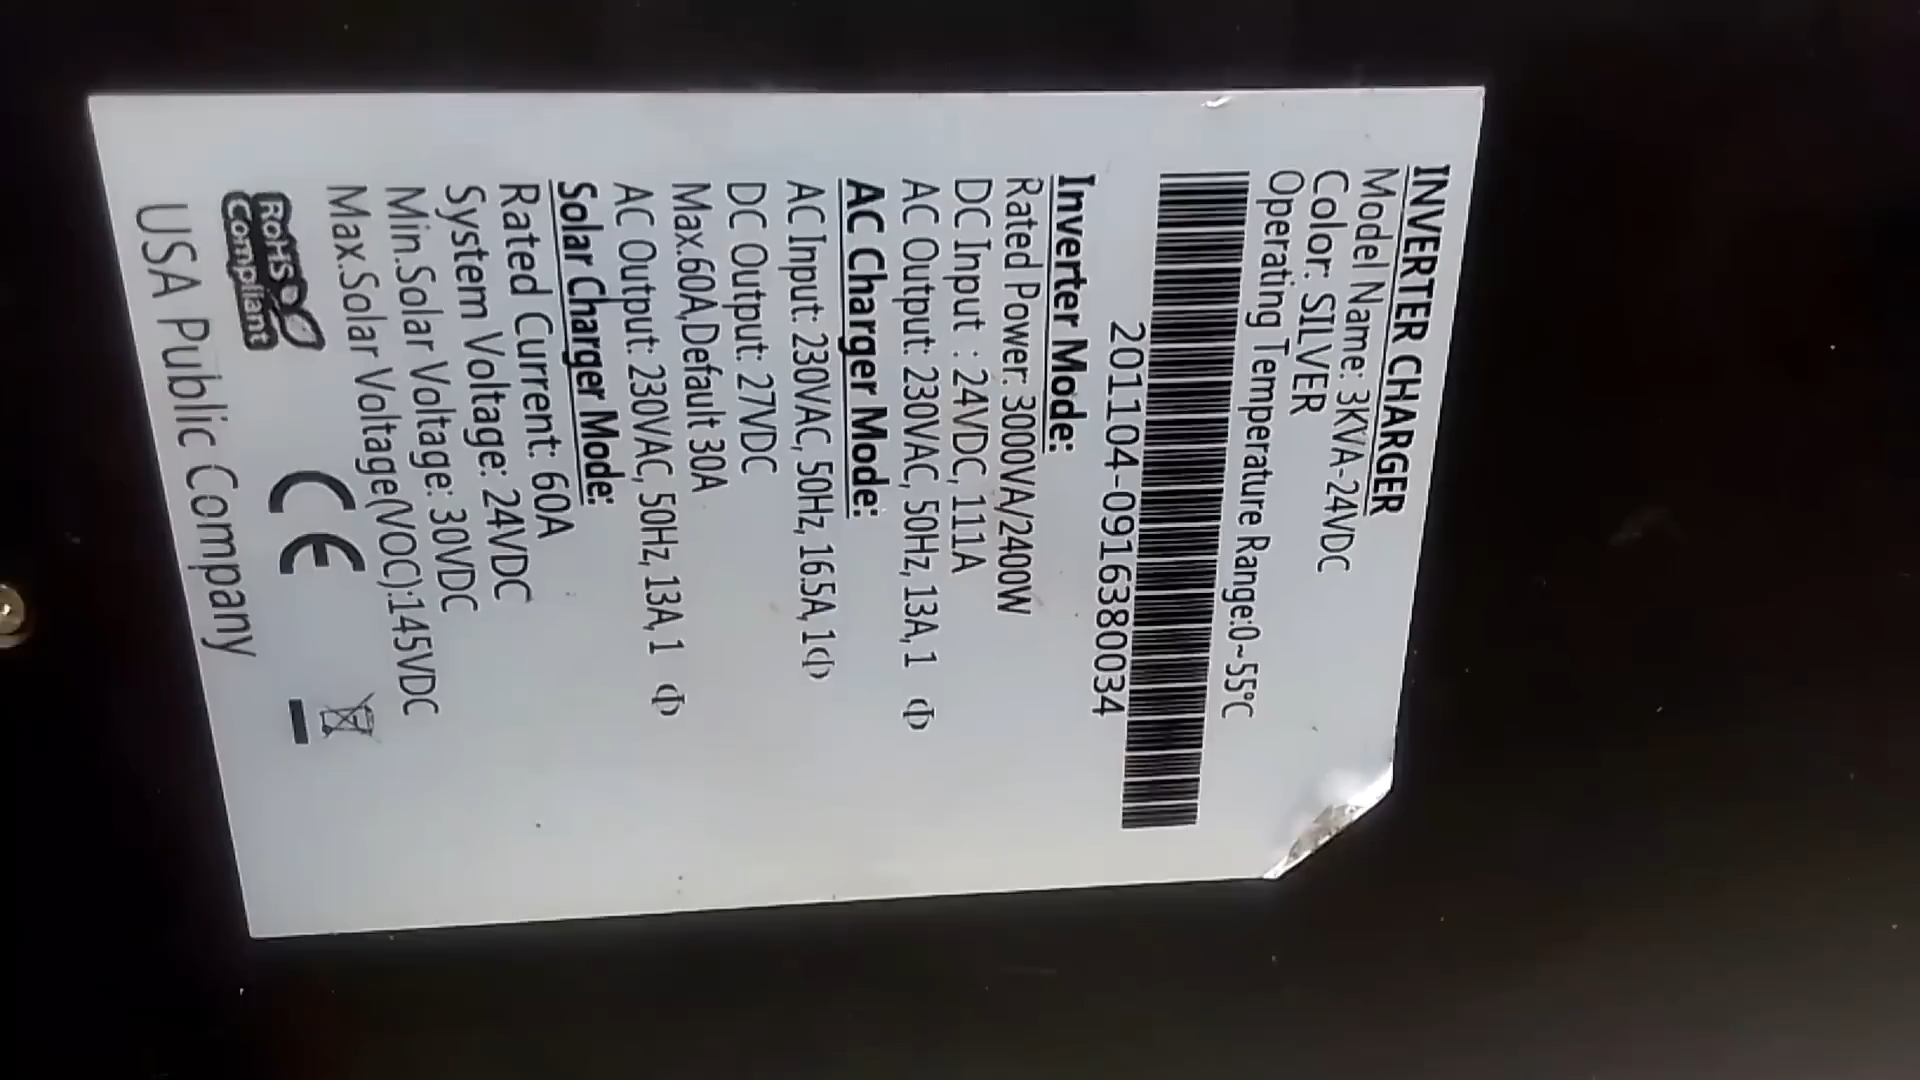 INVERTER CHARGER
Model Name: 3KVA-24VDC
Color: SILVER
Operating Temperature Range:0~55°C
201104-0916380034
Inverter Mode:
Rated Power: 3000VA/2400W
DC Input : 24VDC, 111A
AC Output: 230VAC, 50Hz, 13A, 1 Φ
AC Charger Mode:
AC Input: 230VAC, 50Hz, 16.5A, 1Φ
DC Output: 27VDC
Max.60A,Default 30A
AC Output: 230VAC, 50Hz, 13A, 1 Φ
Solar Charger Mode:
Rated Current: 60A
System Voltage: 24VDC
Min.Solar Voltage: 30VDC
Max.Solar Voltage(VOC):145VDC
RoHS
Compliant
CE
USA Public Company